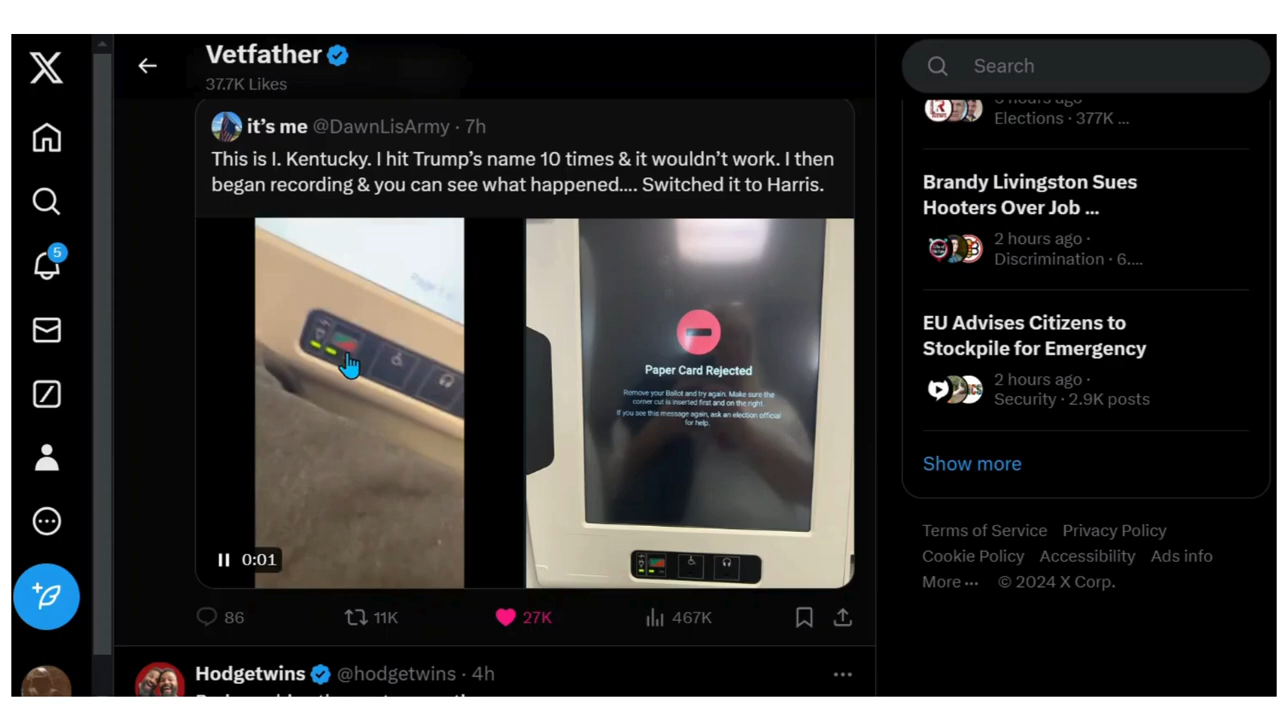 Vetfather
37.7K Likes
it's me @DawnLisArmy · 7h
This is I. Kentucky. I hit Trump's name 10 times & it wouldn't work. I then
began recording & you can see what happened.... Switched it to Harris.
Paper Card Rejected
Remove your Ballot and try again. Make sure the
corner cut is inserted first and on the right.
If you see this message again, ask an election official
for help.
0:01
86
11K
27K
467K
Hodgetwins @hodgetwins · 4h
5
Search
Elections · 377K ...
Brandy Livingston Sues
Hooters Over Job ...
2 hours ago ·
Discrimination · 6....
EU Advises Citizens to
Stockpile for Emergency
2 hours ago ·
Security · 2.9K posts
Show more
Terms of Service Privacy Policy
Cookie Policy Accessibility Ads info
More ··· © 2024 X Corp.